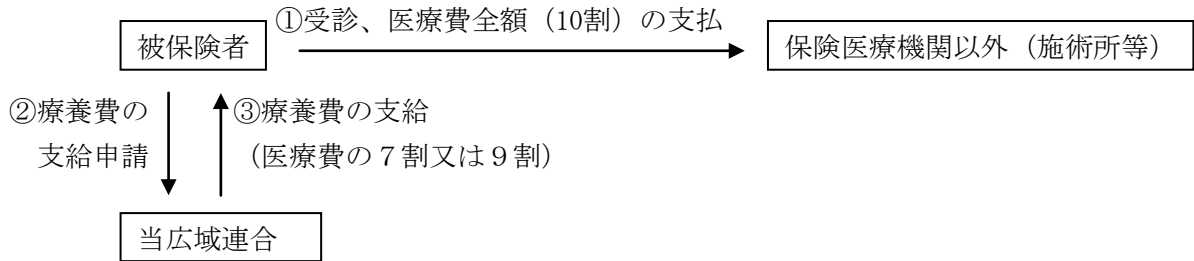 ①受診、医療費全額（10割）の支払
被保険者
保険医療機関以外（施術所等）
②療養費の
支給申請
③療養費の支給
（医療費の７割又は９割）
当広域連合